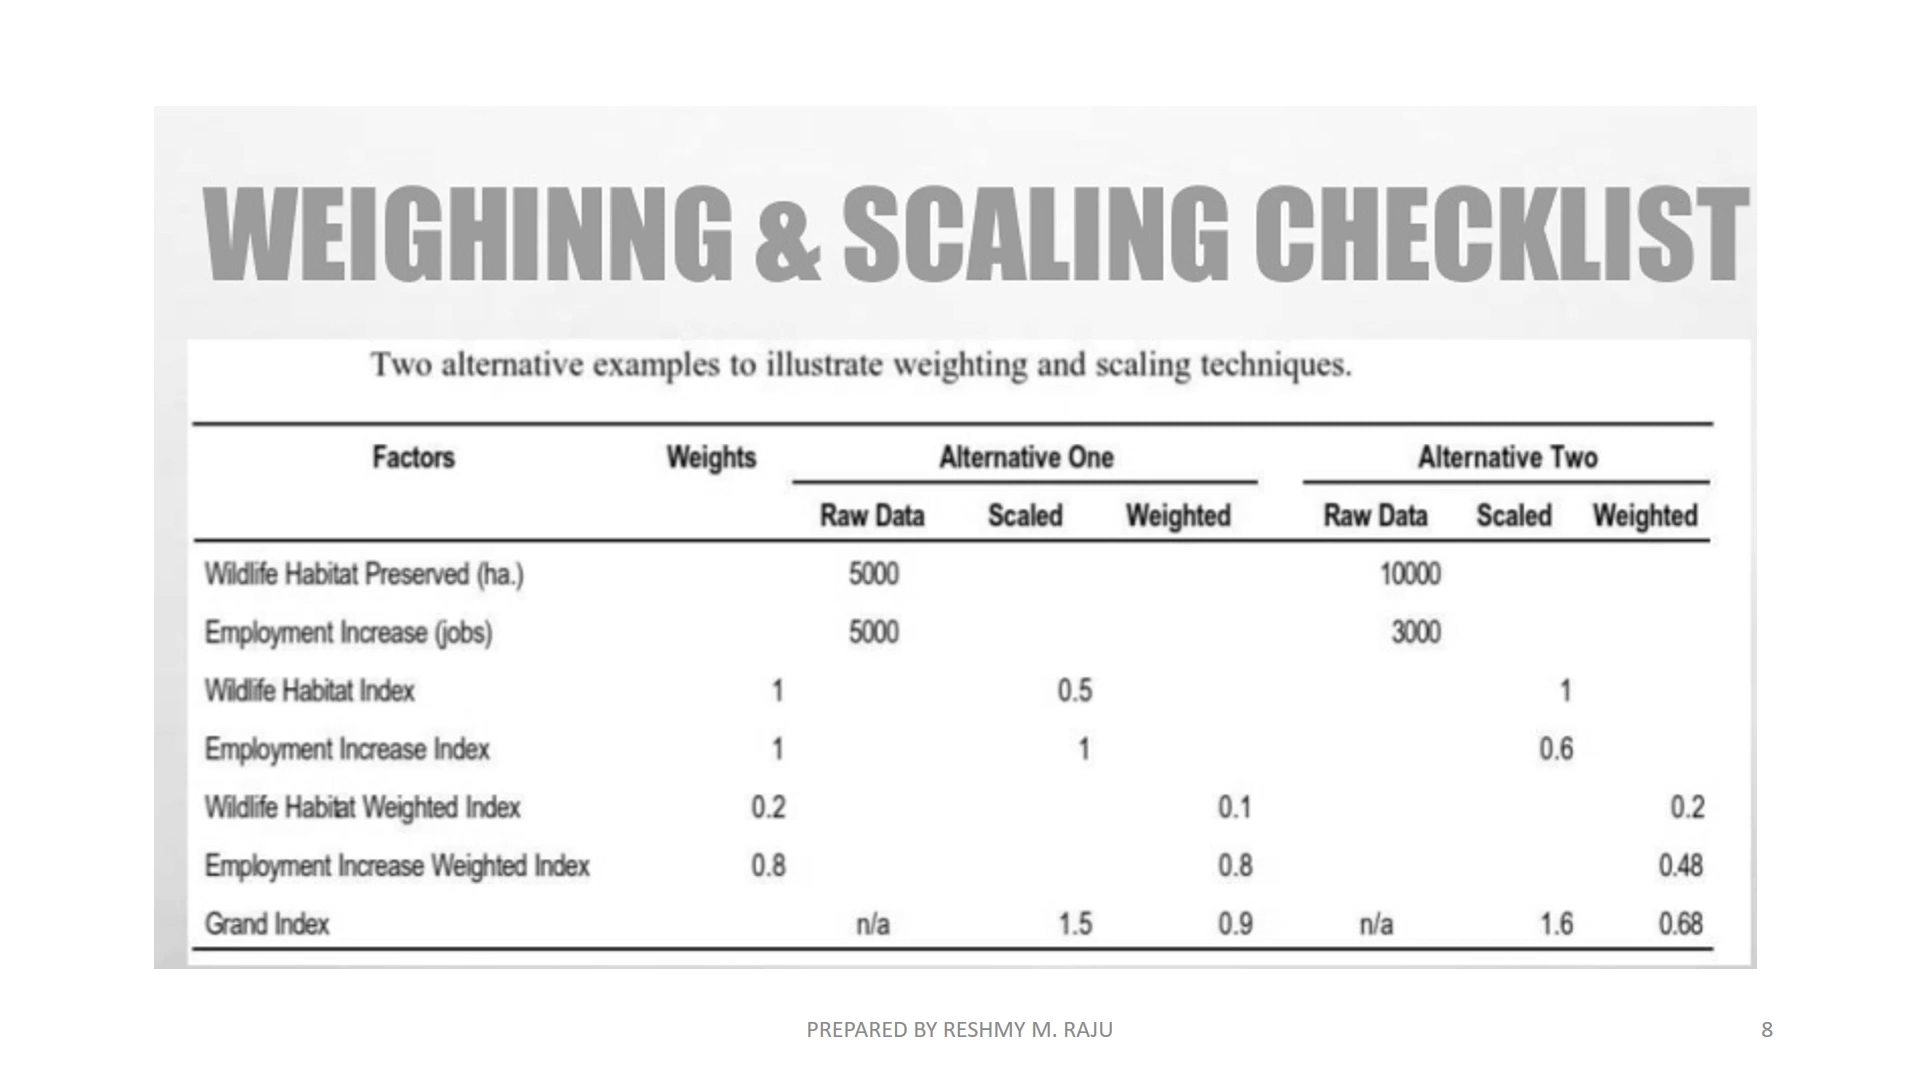 WEIGHINNG & SCALING CHECKLIST
Two alternative examples to illustrate weighting and scaling techniques.
Factors Weights Alternative One Alternative Two
Raw Data Scaled Weighted Raw Data Scaled Weighted
Wildlife Habitat Preserved (ha.) 5000 10000
Employment Increase (jobs) 5000 3000
Wildlife Habitat Index 1 0.5 1
Employment Increase Index 1 1 0.6
Wildlife Habitat Weighted Index 0.2 0.1 0.2
Employment Increase Weighted Index 0.8 0.8 0.48
Grand Index n/a 1.5 0.9 n/a 1.6 0.68
PREPARED BY RESHMY M. RAJU 8